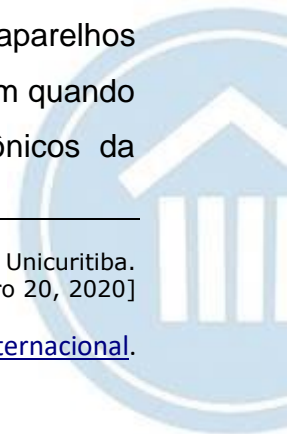 aparelhos
m quando
ônicos da
Unicuritiba.
ro 20, 2020]
ternacional.